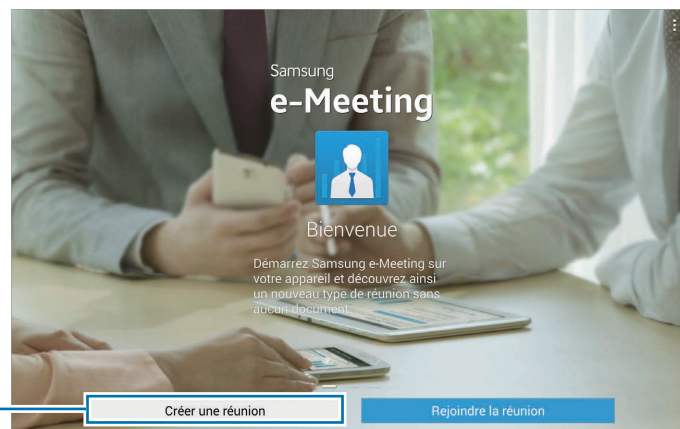 Samsung
e-Meeting
Bienvenue
Démarrez Samsung e-Meeting sur
votre appareil et découvrez ainsi
un nouveau type de réunion sans
aucun document.
Créer une réunion
Rejoindre la réunion